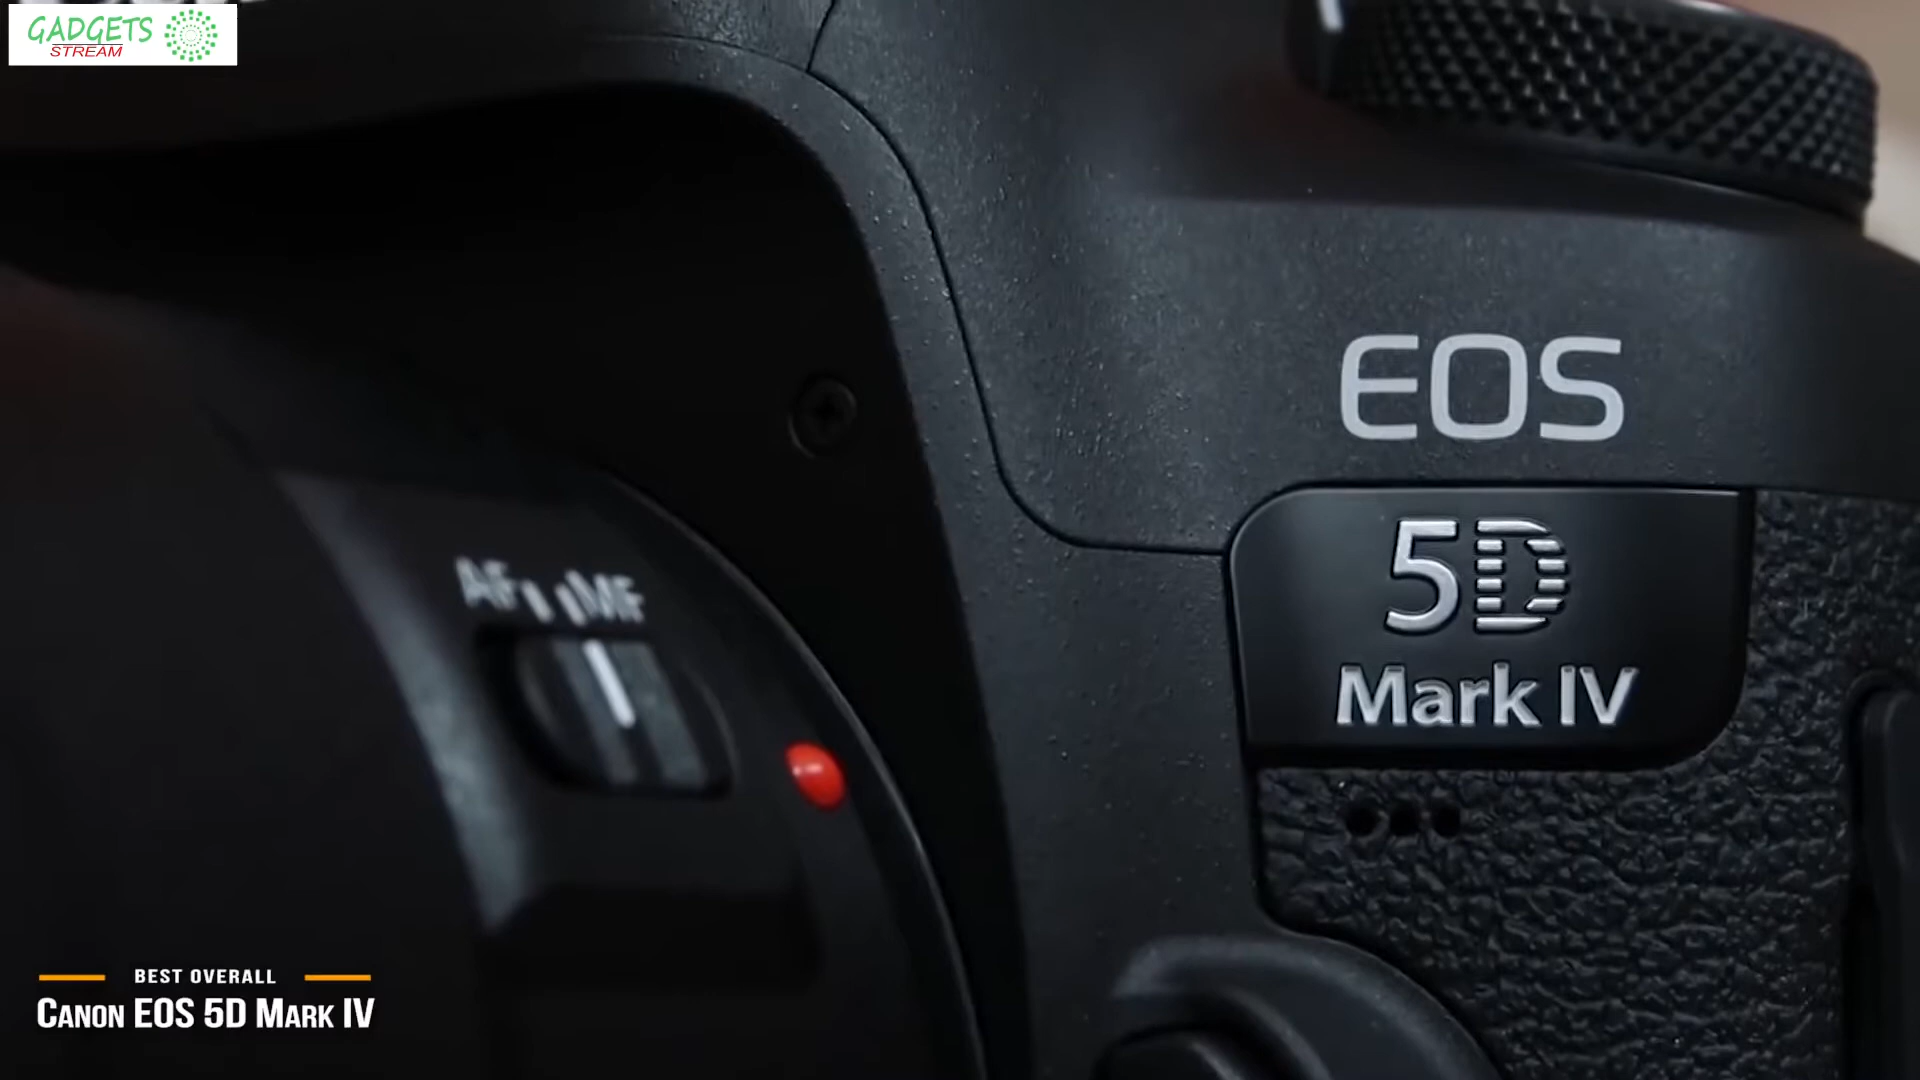 GADGETS
STREAM
EOS
5D
Mark IV
AF MF
BEST OVERALL
CANON EOS 5D MARK IV